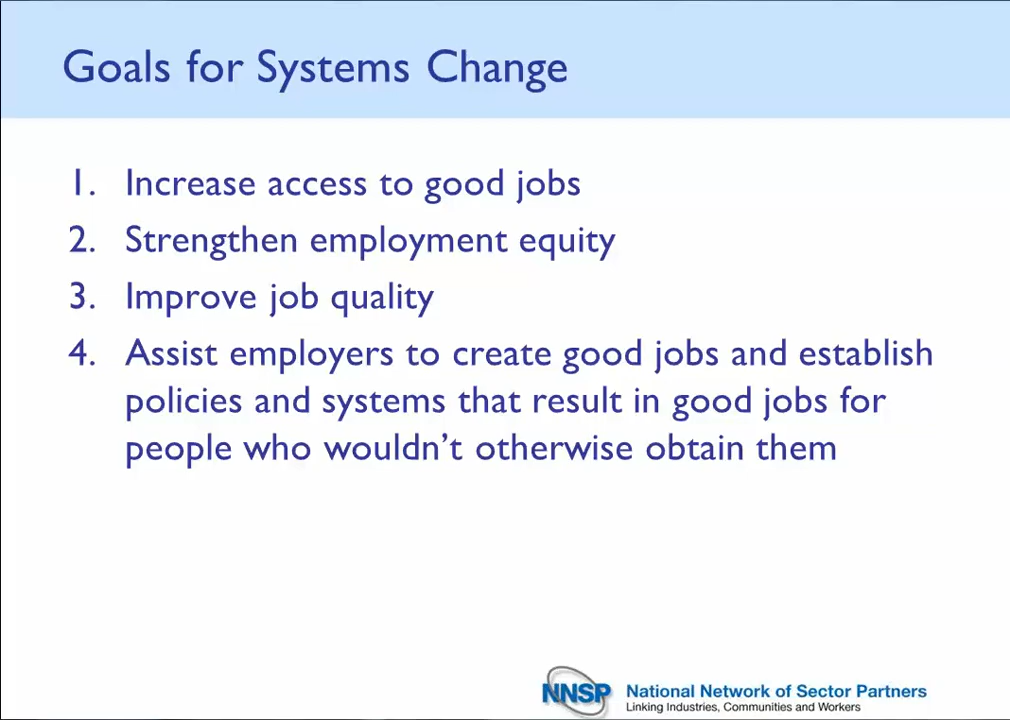 Goals for Systems Change
1. Increase access to good jobs
2. Strengthen employment equity
3. Improve job quality
4. Assist employers to create good jobs and establish
policies and systems that result in good jobs for
people who wouldn't otherwise obtain them
NNSP National Network of Sector Partners
Linking Industries, Communities and Workers